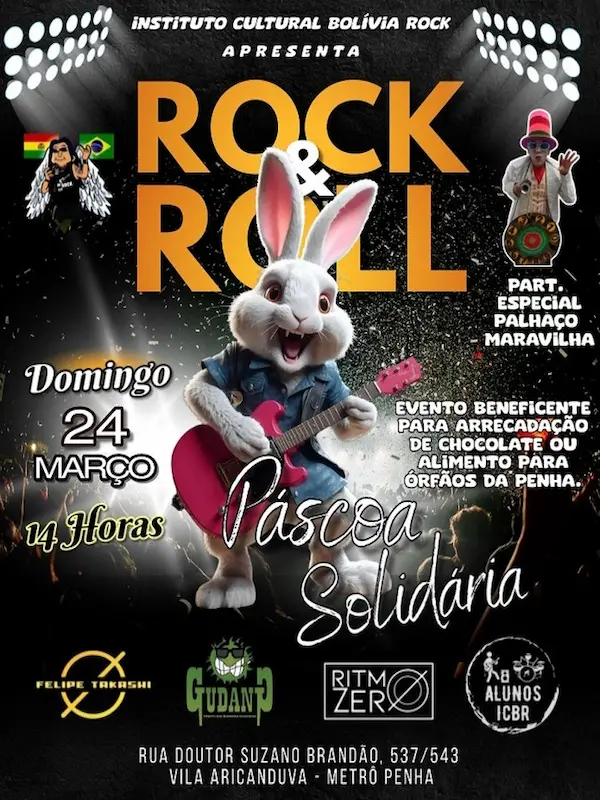 INSTITUTO CULTURAL BOLÍVIA ROCK
APRESENTA
ROCK
&
ROLL
PART.
ESPECIAL
PALHAÇO
MARAVILHA
Domingo
24
MARÇO
14 Horas
EVENTO BENEFICENTE
PARA ARRECADAÇÃO
DE CHOCOLATE OU
ALIMENTO PARA
ÓRFÃOS DA PENHA.
Páscoa
Solidária
FELIPE TAKASHI
GUDANG
RITMO
ZERO
ALUNOS
ICBR
RUA DOUTOR SUZANO BRANDÃO, 537/543
VILA ARICANDUVA - METRÔ PENHA